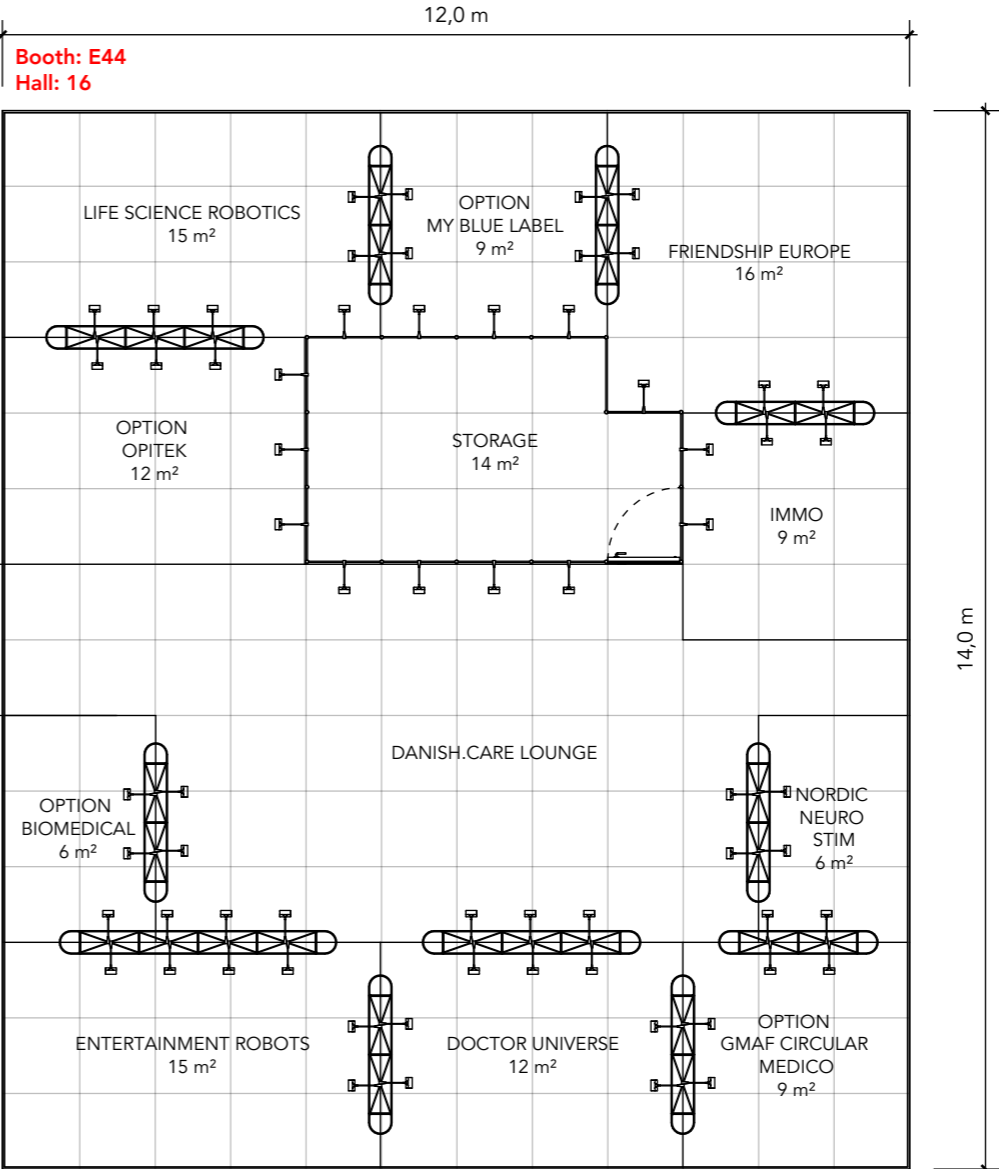 12,0 m
Booth: E44
Hall: 16
LIFE SCIENCE ROBOTICS
15 m²
OPTION
MY BLUE LABEL
9 m²
FRIENDSHIP EUROPE
16 m²
OPTION
OPITEK
12 m²
STORAGE
14 m²
IMMO
9 m²
14,0 m
DANISH.CARE LOUNGE
OPTION
BIOMEDICAL
6 m²
NORDIC
NEURO
STIM
6 m²
ENTERTAINMENT ROBOTS
15 m²
DOCTOR UNIVERSE
12 m²
OPTION
GMAF CIRCULAR
MEDICO
9 m²